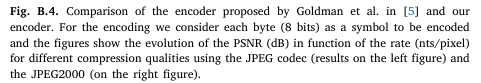 Fig. B.4. Comparison of the encoder proposed by Goldman et al. in [5] and our
encoder. For the encoding we consider each byte (8 bits) as a symbol to be encoded
and the figures show the evolution of the PSNR (dB) in function of the rate (nts/pixel)
for different compression qualities using the JPEG codec (results on the left figure) and
the JPEG2000 (on the right figure).